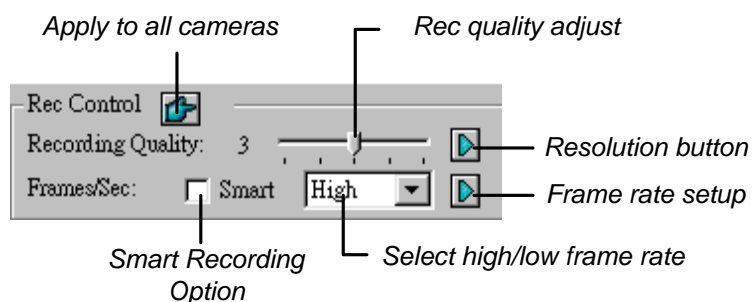 Apply to all cameras
Rec quality adjust
Rec Control
Recording Quality: 3
Resolution button
Frames/Sec: Smart High
Frame rate setup
Smart Recording
Option
Select high/low frame rate